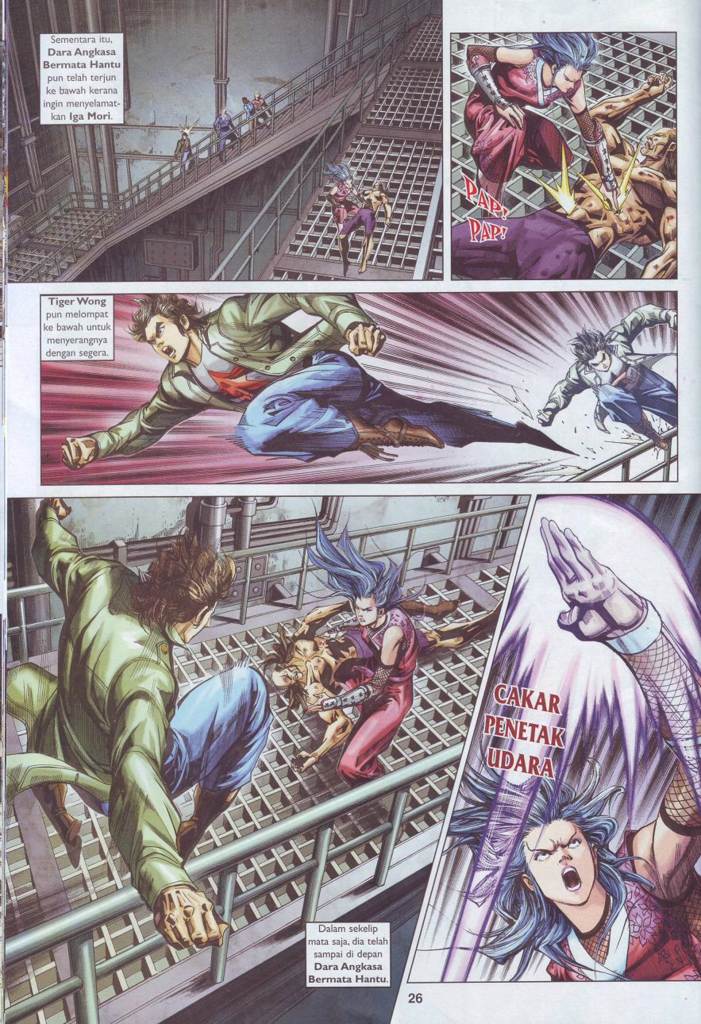 Sementara itu,
Dara Angkasa
Bermata Hantu
pun telah terjun
ke bawah kerana
ingin menyelamat-
kan Iga Mori.
PAP!
PAP!
Tiger Wong
pun melompat
ke bawah untuk
menyerangnya
dengan segera.
CAKAR
PENETAK
UDARA
Dalam sekelip
mata saja, dia telah
sampai di depan
Dara Angkasa
Bermata Hantu.
26